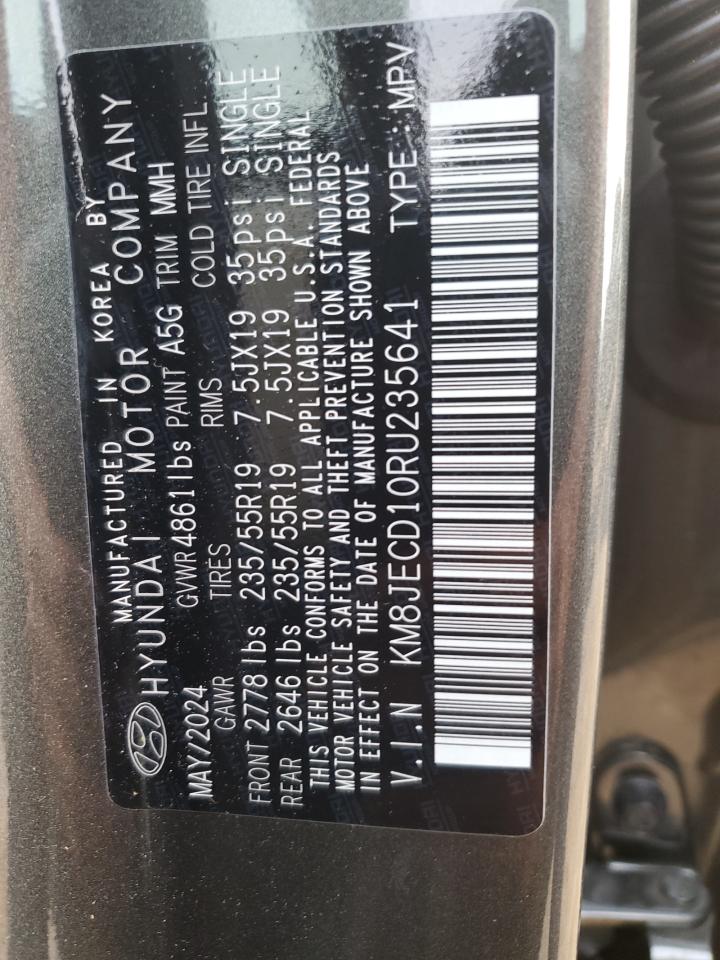 MANUFACTURED IN KOREA BY
HYUNDAI MOTOR COMPANY
MAY/2024 GVWR 4861 lbs PAINT A5G TRIM MMH
GAWR TIRES RIMS COLD TIRE INFL.
FRONT 2778 lbs 235/55R19 7.5JX19 35psi SINGLE
REAR 2646 lbs 235/55R19 7.5JX19 35psi SINGLE
THIS VEHICLE CONFORMS TO ALL APPLICABLE U.S.A. FEDERAL
MOTOR VEHICLE SAFETY AND THEFT PREVENTION STANDARDS
IN EFFECT ON THE DATE OF MANUFACTURE SHOWN ABOVE
V.I.N KM8JECD10RU235641 TYPE : MPV